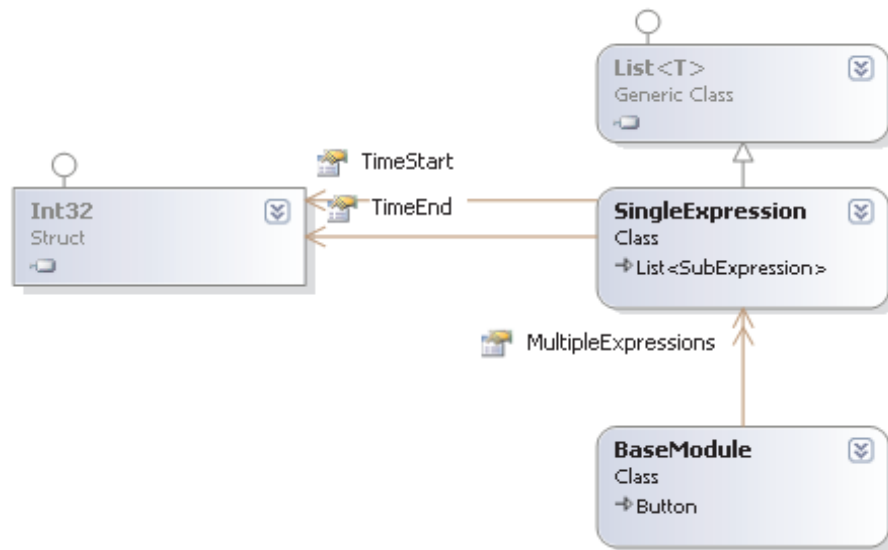 List<T>
Generic Class
TimeStart
Int32
Struct
TimeEnd
SingleExpression
Class
List<SubExpression>
MultipleExpressions
BaseModule
Class
Button